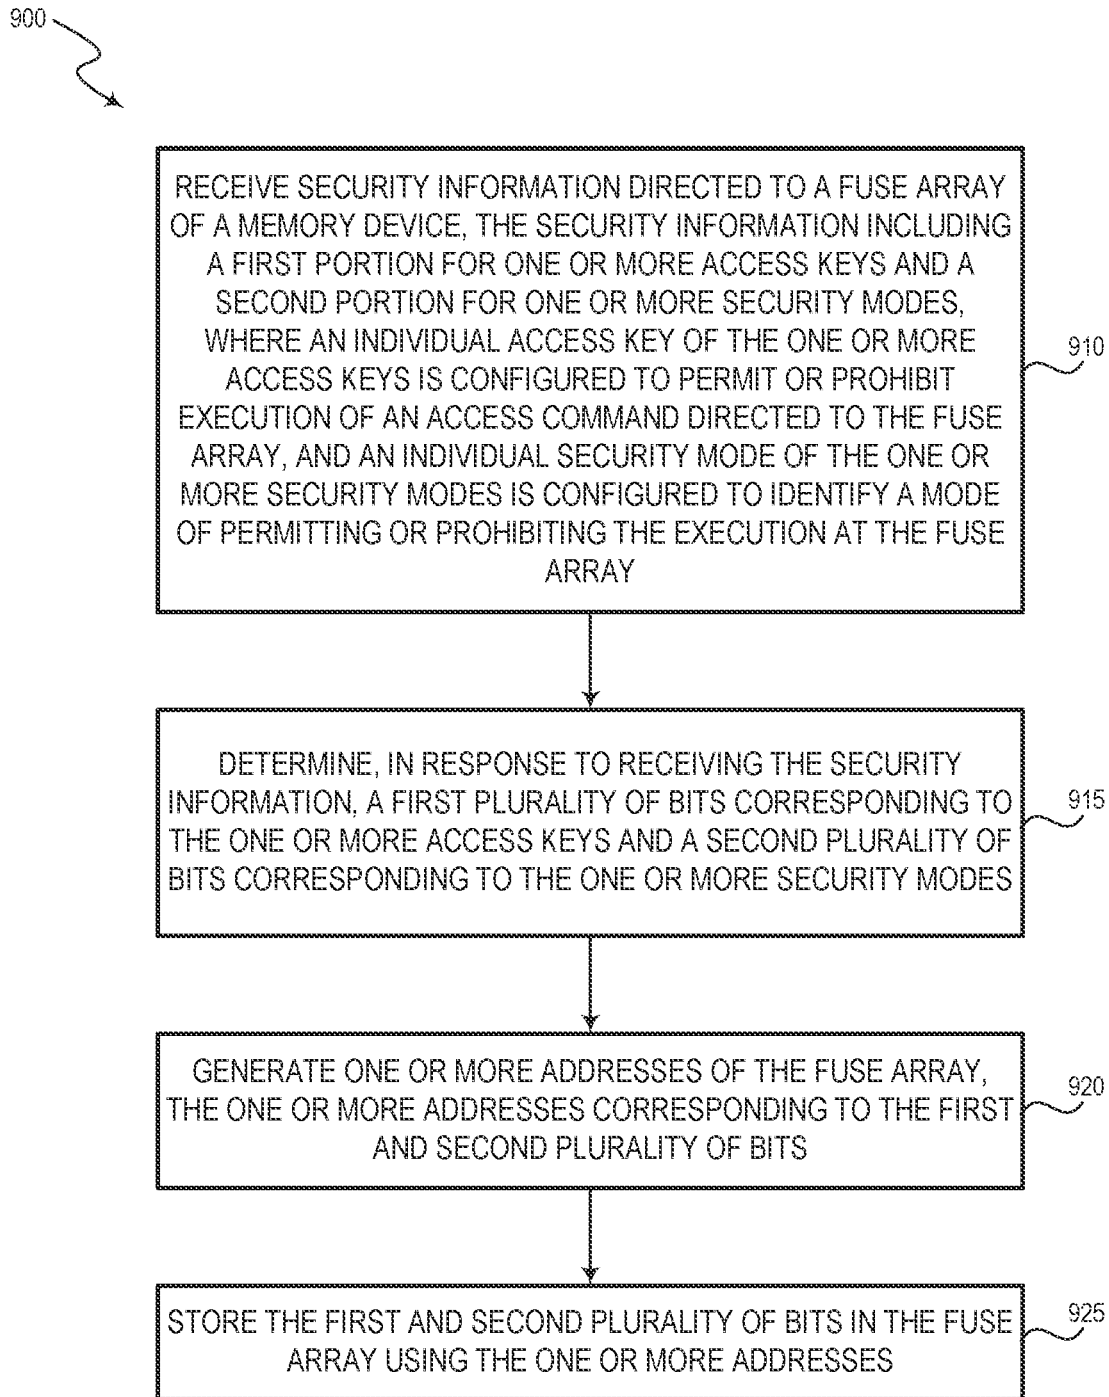 900
RECEIVE SECURITY INFORMATION DIRECTED TO A FUSE ARRAY
OF A MEMORY DEVICE, THE SECURITY INFORMATION INCLUDING
A FIRST PORTION FOR ONE OR MORE ACCESS KEYS AND A
SECOND PORTION FOR ONE OR MORE SECURITY MODES,
WHERE AN INDIVIDUAL ACCESS KEY OF THE ONE OR MORE
ACCESS KEYS IS CONFIGURED TO PERMIT OR PROHIBIT
EXECUTION OF AN ACCESS COMMAND DIRECTED TO THE FUSE
ARRAY, AND AN INDIVIDUAL SECURITY MODE OF THE ONE OR
MORE SECURITY MODES IS CONFIGURED TO IDENTIFY A MODE
OF PERMITTING OR PROHIBITING THE EXECUTION AT THE FUSE
ARRAY
910
DETERMINE, IN RESPONSE TO RECEIVING THE SECURITY
INFORMATION, A FIRST PLURALITY OF BITS CORRESPONDING TO
THE ONE OR MORE ACCESS KEYS AND A SECOND PLURALITY OF
BITS CORRESPONDING TO THE ONE OR MORE SECURITY MODES
915
GENERATE ONE OR MORE ADDRESSES OF THE FUSE ARRAY,
THE ONE OR MORE ADDRESSES CORRESPONDING TO THE FIRST
AND SECOND PLURALITY OF BITS
920
STORE THE FIRST AND SECOND PLURALITY OF BITS IN THE FUSE
ARRAY USING THE ONE OR MORE ADDRESSES
925